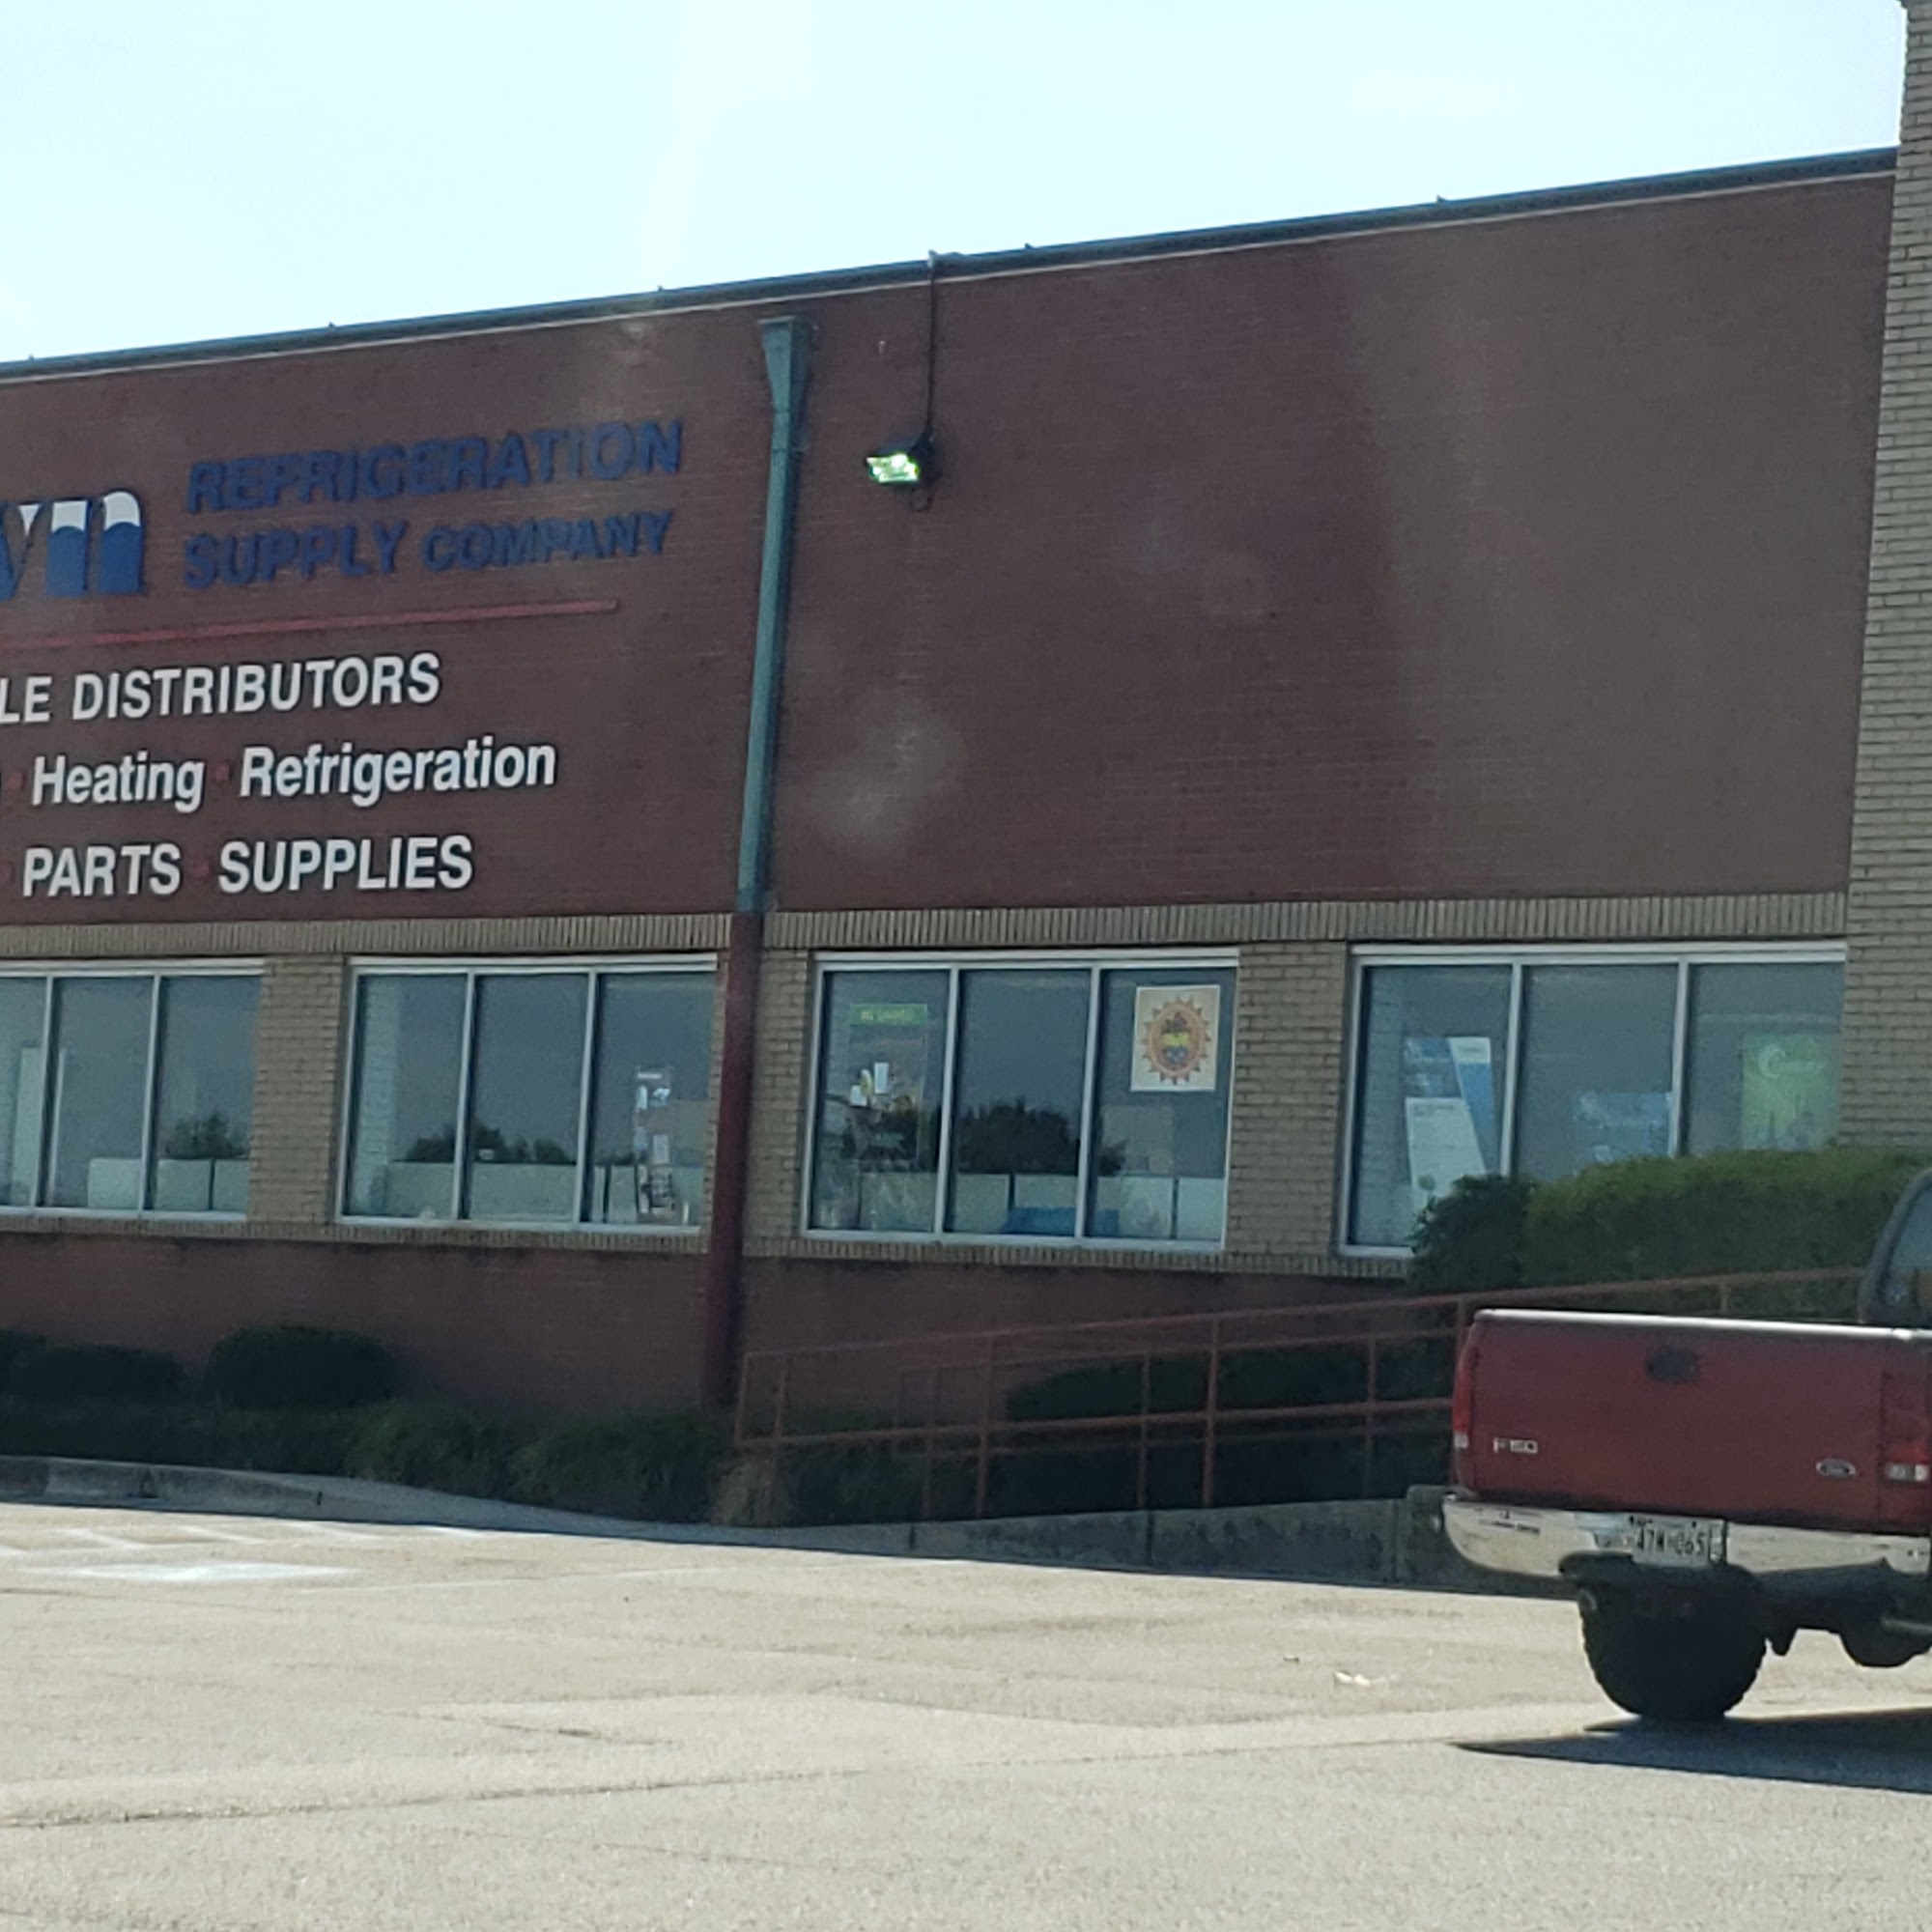 REFRIGERATION
SUPPLY COMPANY
LE DISTRIBUTORS
Heating • Refrigeration
PARTS • SUPPLIES